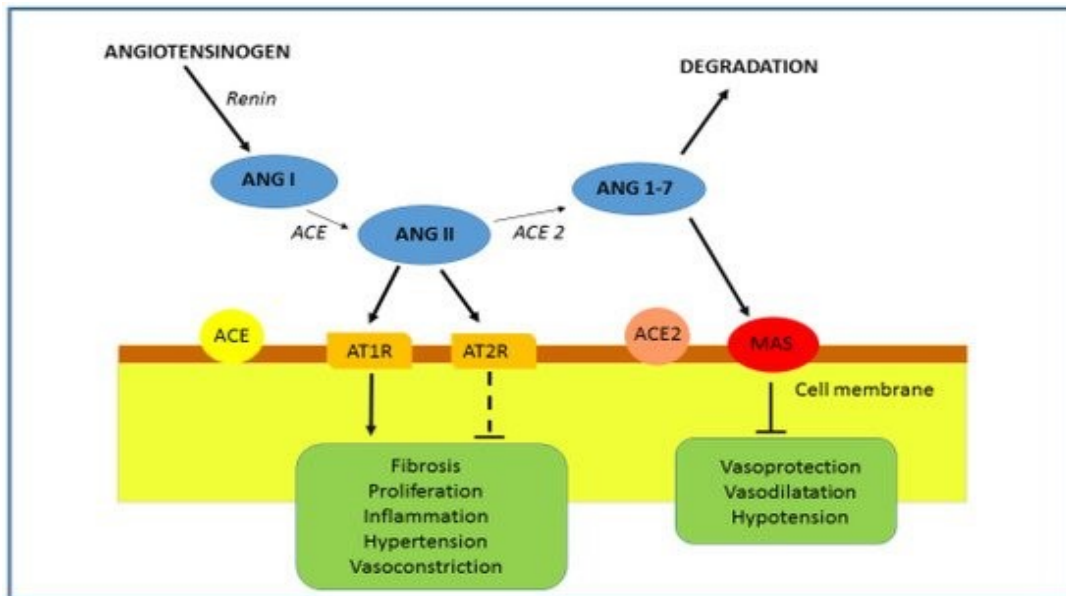 ANGIOTENSINOGEN
DEGRADATION
Renin
ANG I
ANG 1-7
ACE
ANG II
ACE 2
ACE
AT1R
AT2R
ACE2
MAS
Cell membrane
Fibrosis
Proliferation
Inflammation
Hypertension
Vasoconstriction
Vasoprotection
Vasodilatation
Hypotension